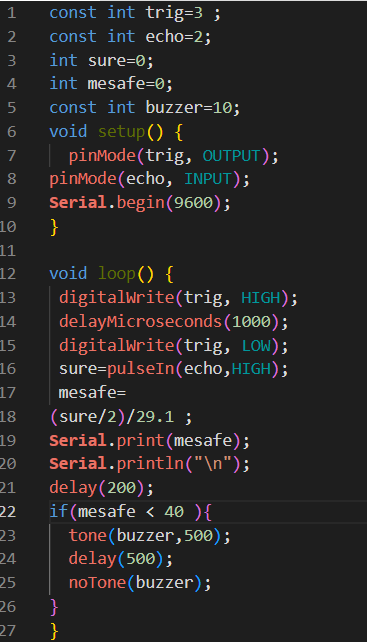 1 const int trig=3 ;
2 const int echo=2;
3 int sure=0;
4 int mesafe=0;
5 const int buzzer=10;
6 void setup() {
7 pinMode(trig, OUTPUT);
8 pinMode(echo, INPUT);
9 Serial.begin(9600);
10 }
11
12 void loop() {
13 digitalWrite(trig, HIGH);
14 delayMicroseconds(1000);
15 digitalWrite(trig, LOW);
16 sure=pulseIn(echo,HIGH);
17 mesafe=
18 (sure/2)/29.1 ;
19 Serial.print(mesafe);
20 Serial.println("\n");
21 delay(200);
22 if(mesafe < 40 ){
23 tone(buzzer,500);
24 delay(500);
25 noTone(buzzer);
26 }
27 }